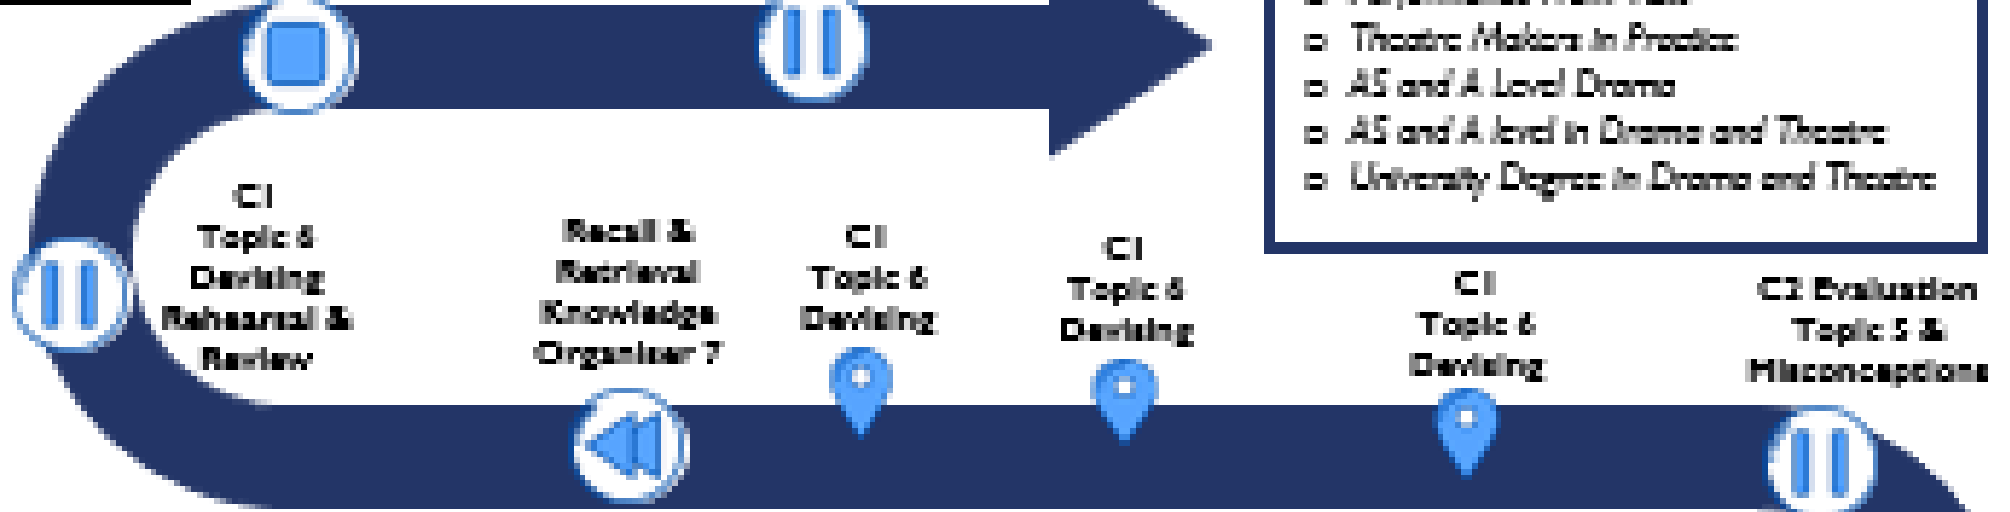 Theatre Makers in Practice
AS and A Level Drama
AS and A level in Drama and Theatre
University Degree in Drama and Theatre
C1
Topic 6
Devising
Rehearsal &
Review
Recall &
Retrieval
Knowledge
Organiser 7
C1
Topic 6
Devising
C1
Topic 6
Devising
C1
Topic 6
Devising
C2 Evaluation
Topic 5 &
Misconceptions